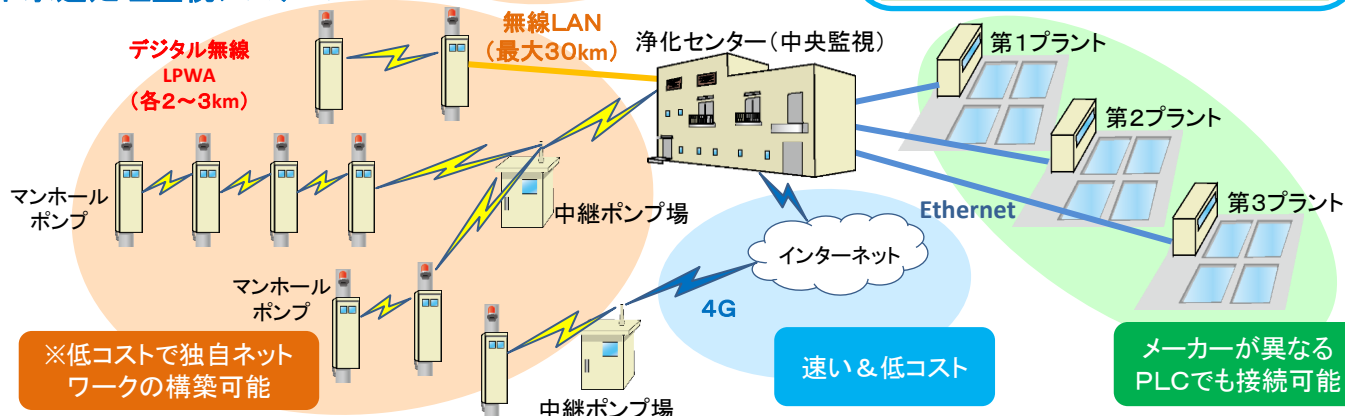 無線LAN
(最大30km)
浄化センター(中央監視)
デジタル無線
LPWA
(各2~3km)
第1プラント
第2プラント
第3プラント
マンホール
ポンプ
中継ポンプ場
Ethernet
インターネット
マンホール
ポンプ
4G
中継ポンプ場
※低コストで独自ネット
ワークの構築可能
速い&低コスト
メーカーが異なる
PLCでも接続可能